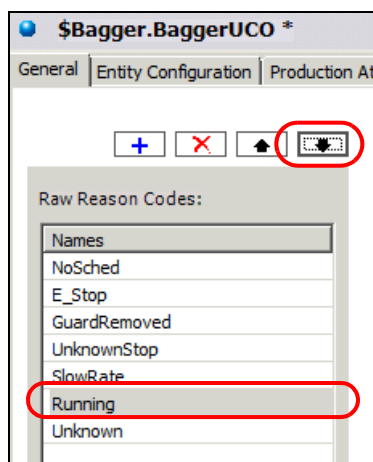 $Bagger.BaggerUCO *
General Entity Configuration Production At
Raw Reason Codes:
Names
NoSched
E_Stop
GuardRemoved
UnknownStop
SlowRate
Running
Unknown